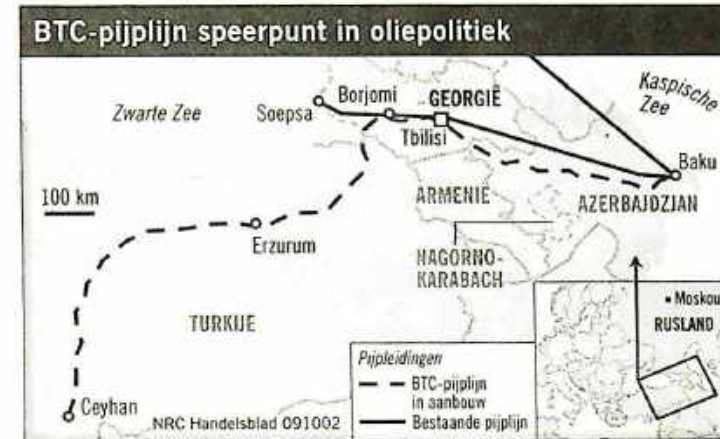 BTC-pijplijn speerpunt in oliepolitiek
Zwarte Zee
Soepsa
Borjomi
GEORGIË
Tbilisi
Kaspische
Zee
Baku
100 km
ARMENIË
AZERBAJDZJAN
Erzurum
NAGORNO-
KARABACH
TURKIJE
Moskou
RUSLAND
Pijpleidingen
BTC-pijplijn
in aanbouw
Bestaande pijplijn
Ceyhan
NRC Handelsblad 091002